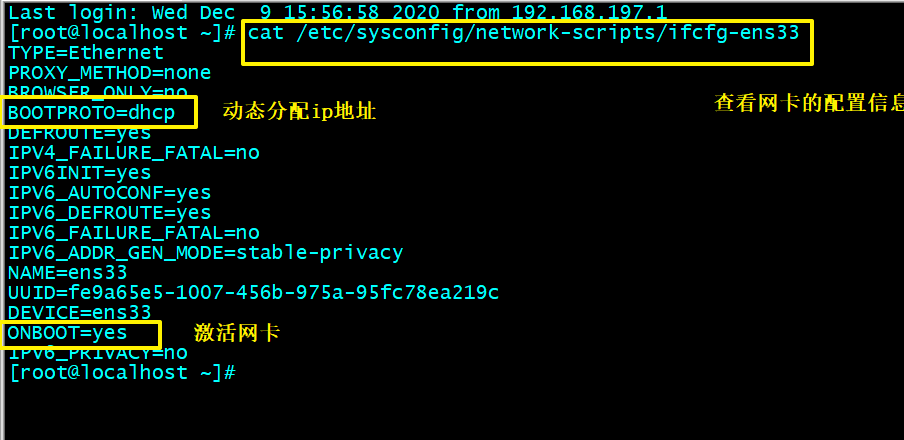 Last login: Wed Dec  9 15:56:58 2020 from 192.168.197.1
[root@localhost ~]# cat /etc/sysconfig/network-scripts/ifcfg-ens33
TYPE=Ethernet
PROXY_METHOD=none
BROWSER_ONLY=no
查看网卡的配置信息
BOOTPROTO=dhcp 动态分配ip地址
DEFROUTE=yes
IPV4_FAILURE_FATAL=no
IPV6INIT=yes
IPV6_AUTOCONF=yes
IPV6_DEFROUTE=yes
IPV6_FAILURE_FATAL=no
IPV6_ADDR_GEN_MODE=stable-privacy
NAME=ens33
UUID=fe9a65e5-1007-456b-975a-95fc78ea219c
DEVICE=ens33
ONBOOT=yes 激活网卡
IPV6_PRIVACY=no
[root@localhost ~]#